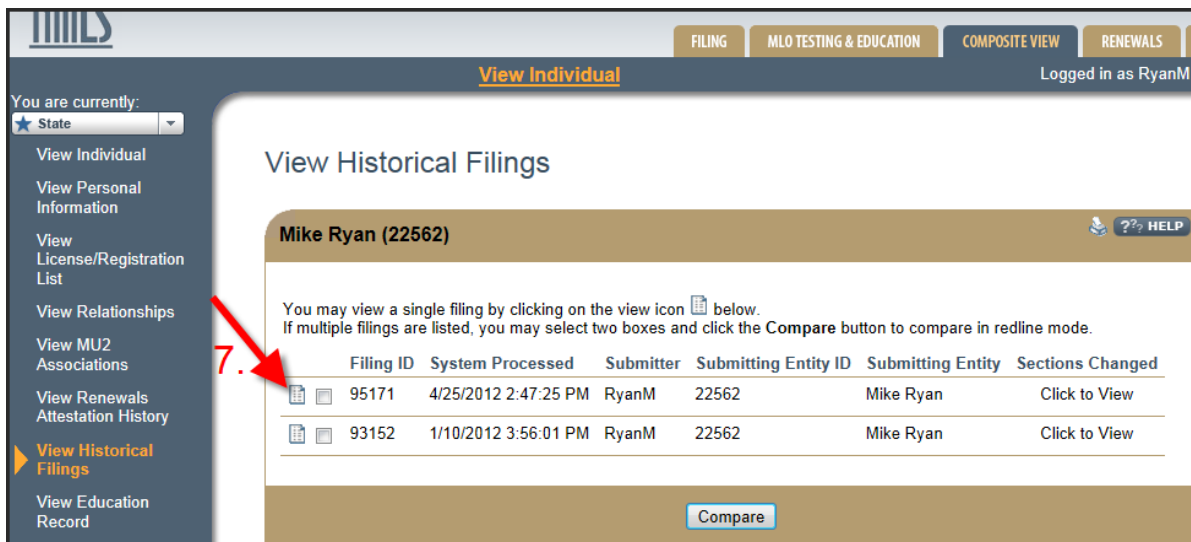 NMLS
FILING
MLO TESTING & EDUCATION
COMPOSITE VIEW
RENEWALS
View Individual
Logged in as RyanM
You are currently:
State
View Individual
View Personal
Information
View
License/Registration
List
View Relationships
View MU2
Associations
View Renewals
Attestation History
View Historical
Filings
View Education
Record
View Historical Filings
Mike Ryan (22562)
??? HELP
You may view a single filing by clicking on the view icon below.
If multiple filings are listed, you may select two boxes and click the Compare button to compare in redline mode.
7.
Filing ID System Processed Submitter Submitting Entity ID Submitting Entity Sections Changed
95171 4/25/2012 2:47:25 PM RyanM 22562 Mike Ryan Click to View
93152 1/10/2012 3:56:01 PM RyanM 22562 Mike Ryan Click to View
Compare